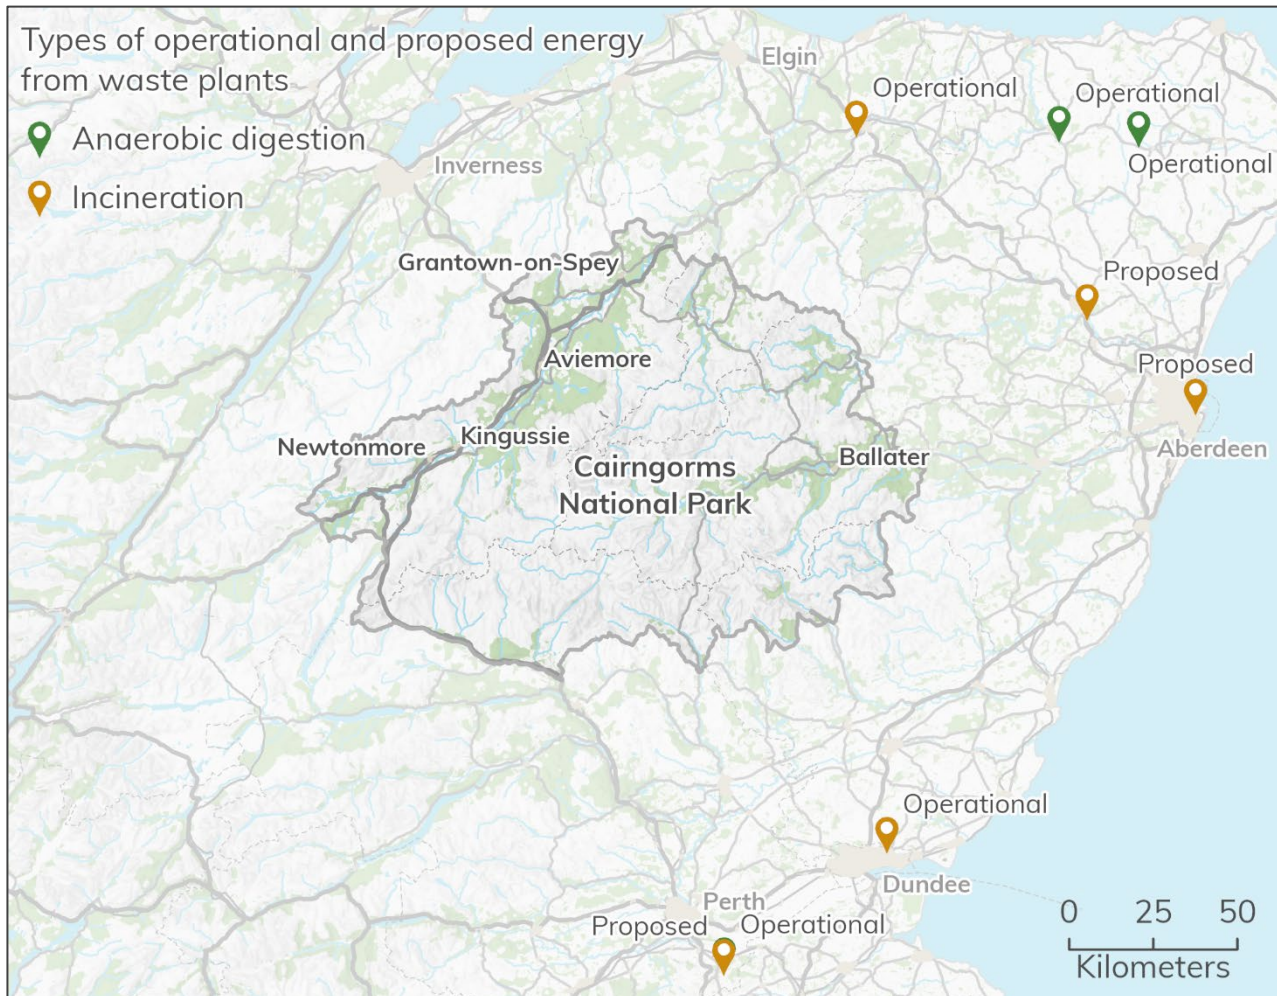 Types of operational and proposed energy
from waste plants
Anaerobic digestion
Incineration
Elgin
Operational
Operational
Operational
Inverness
Grantown-on-Spey
Proposed
Aviemore
Proposed
Newtonmore
Kingussie
Aberdeen
Ballater
Cairngorms
National Park
Operational
Dundee
Perth
Proposed
Operational
0 25 50
Kilometers